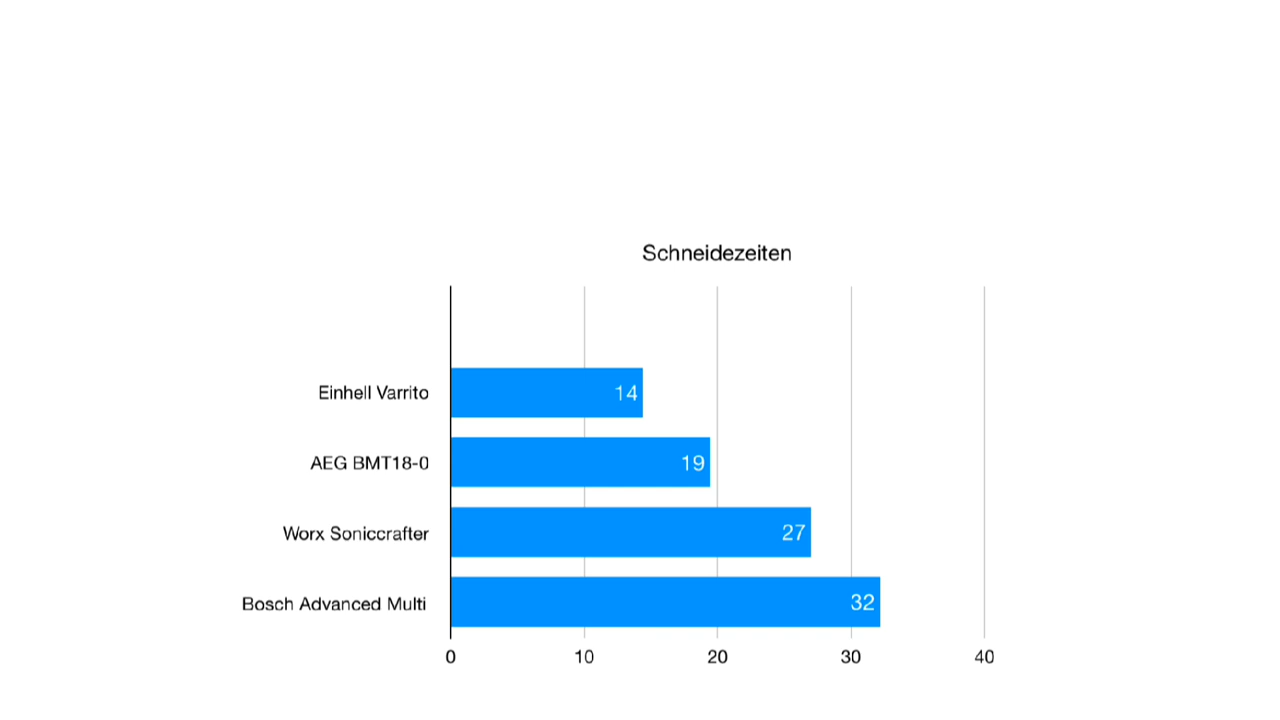 Schneidezeiten
Einhell Varrito 14
AEG BMT18-0 19
Worx Soniccrafter 27
Bosch Advanced Multi 32
0 10 20 30 40